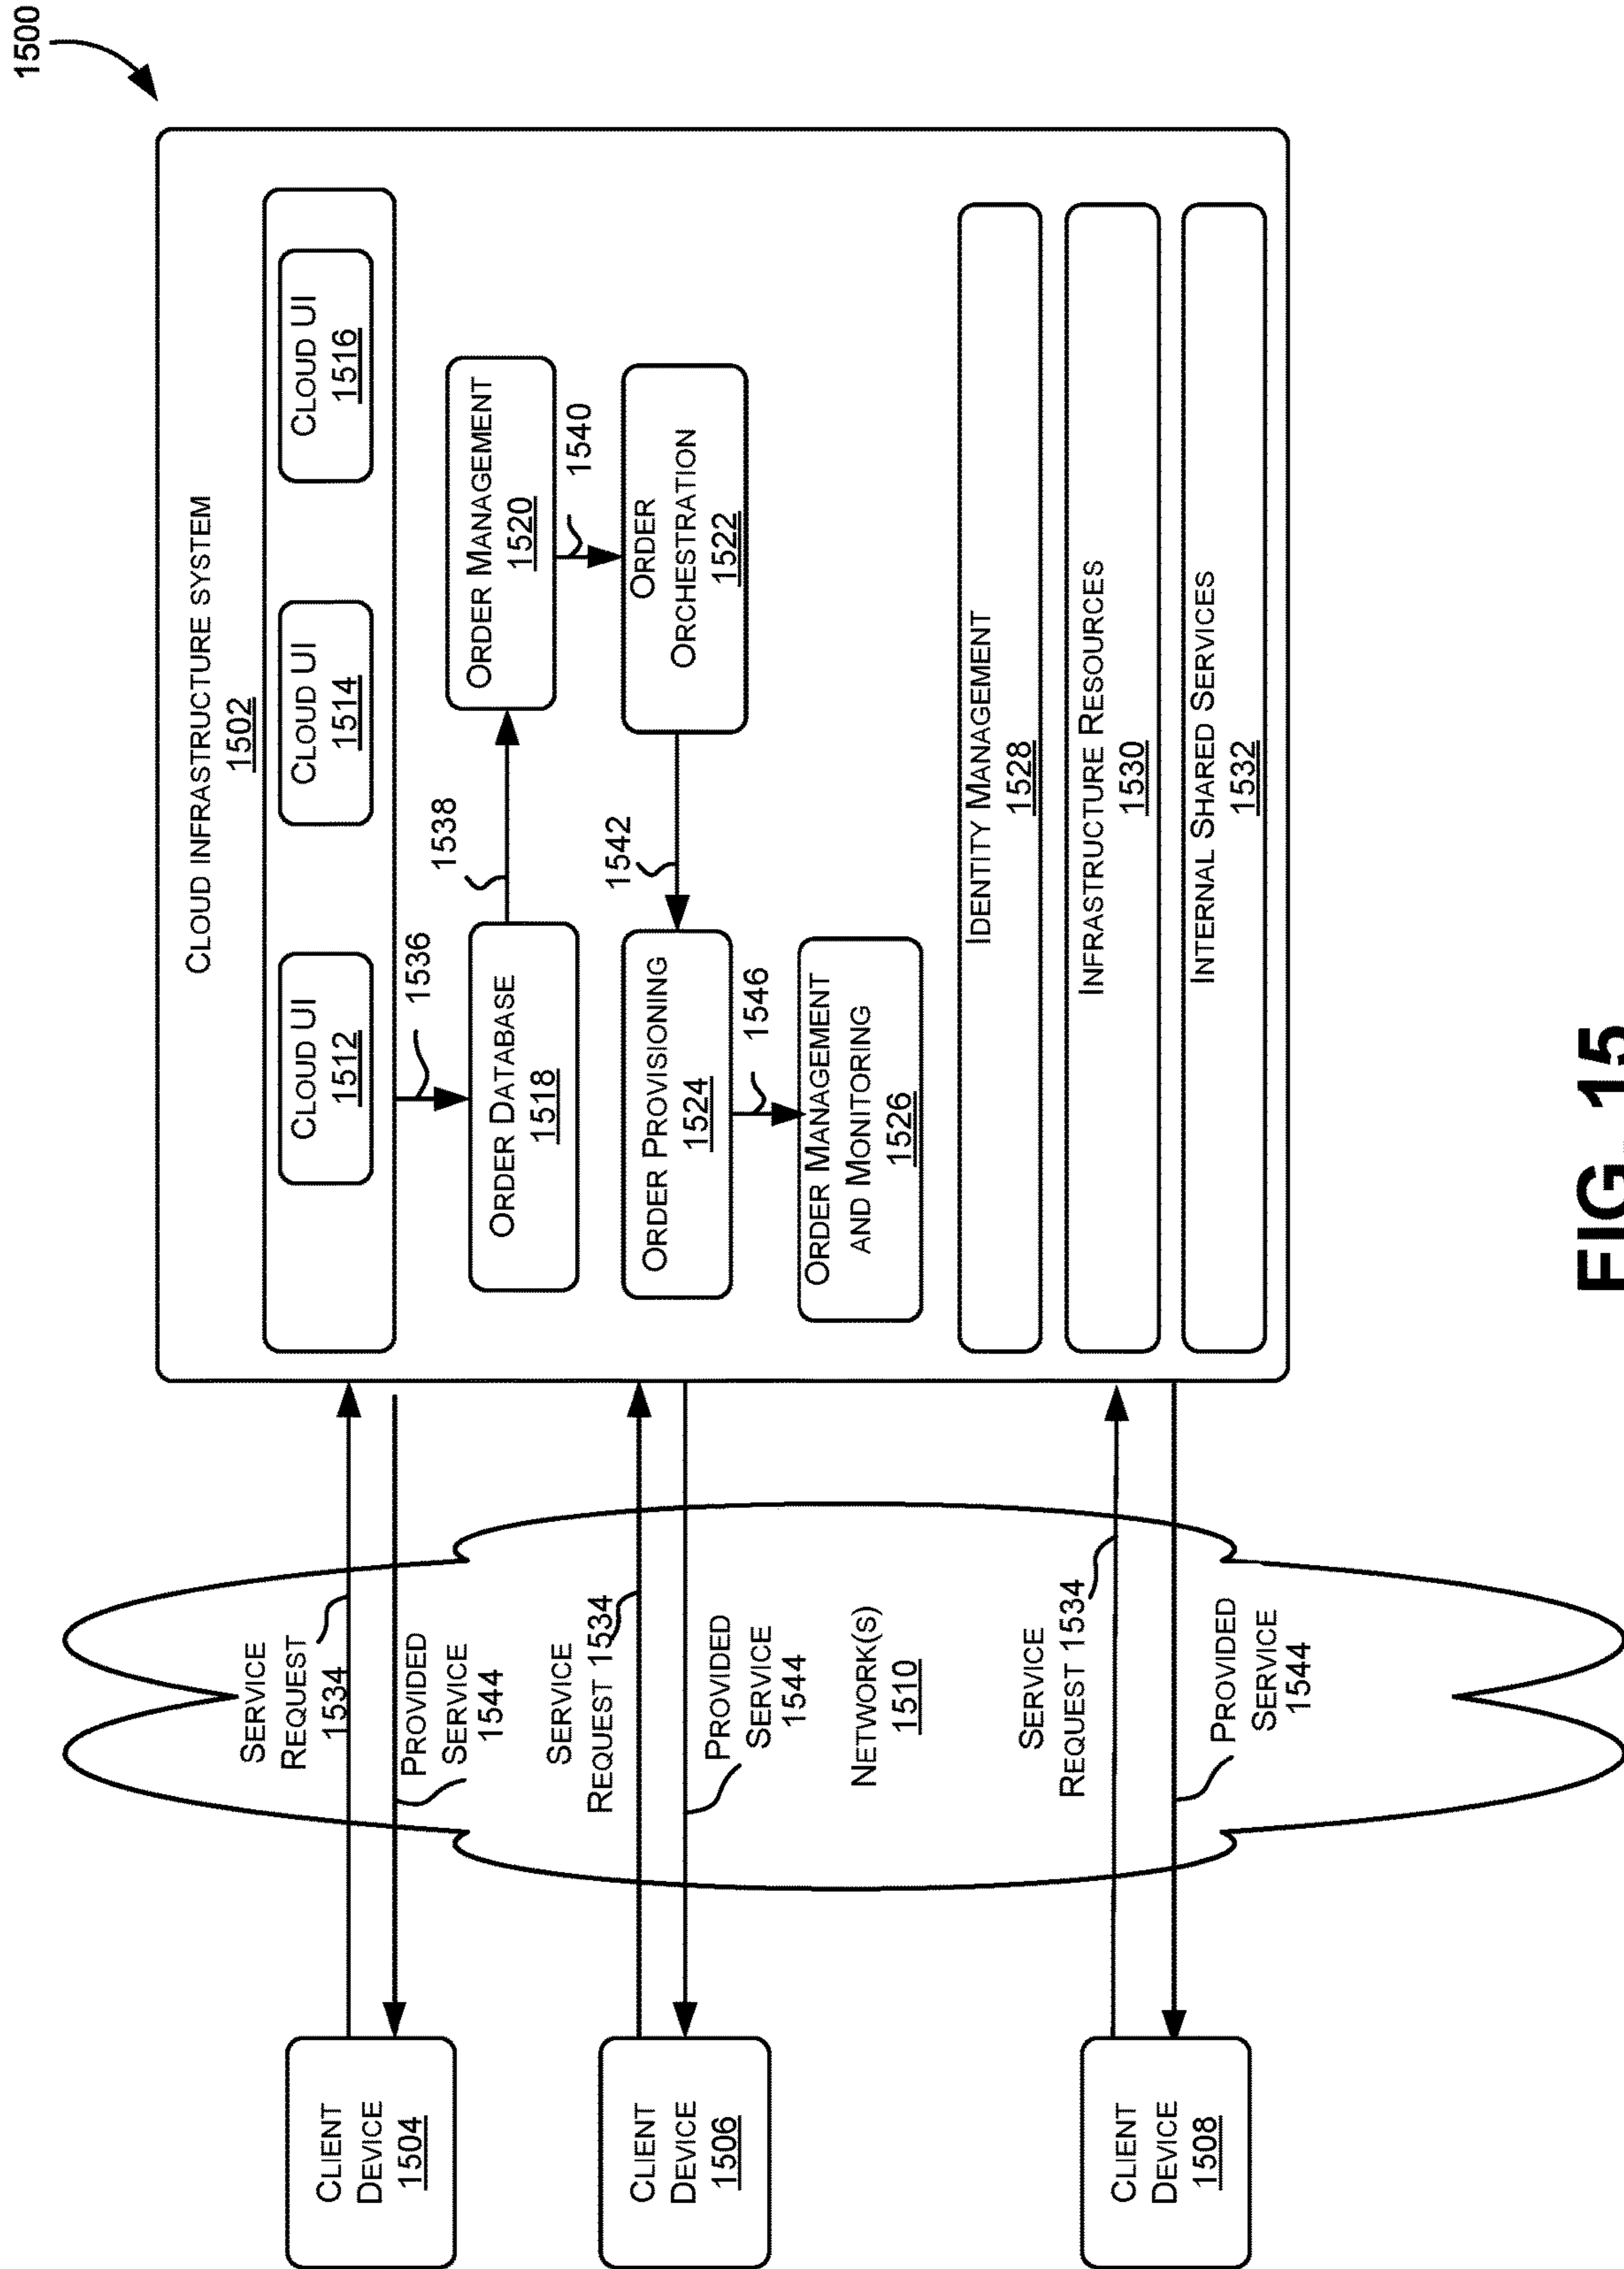 1500
CLOUD INFRASTRUCTURE SYSTEM
1502
CLOUD UI
1512
CLOUD UI
1514
CLOUD UI
1516
1536
ORDER DATABASE
1518
1538
ORDER MANAGEMENT
1520
1540
ORDER
ORCHESTRATION
1522
1542
ORDER PROVISIONING
1524
1546
ORDER MANAGEMENT
AND MONITORING
1526
IDENTITY MANAGEMENT
1528
INFRASTRUCTURE RESOURCES
1530
INTERNAL SHARED SERVICES
1532
CLIENT
DEVICE
1504
SERVICE
REQUEST
1534
PROVIDED
SERVICE
1544
CLIENT
DEVICE
1506
SERVICE
REQUEST 1534
PROVIDED
SERVICE
1544
NETWORK(S)
1510
CLIENT
DEVICE
1508
SERVICE
REQUEST 1534
PROVIDED
SERVICE
1544
FIG. 15